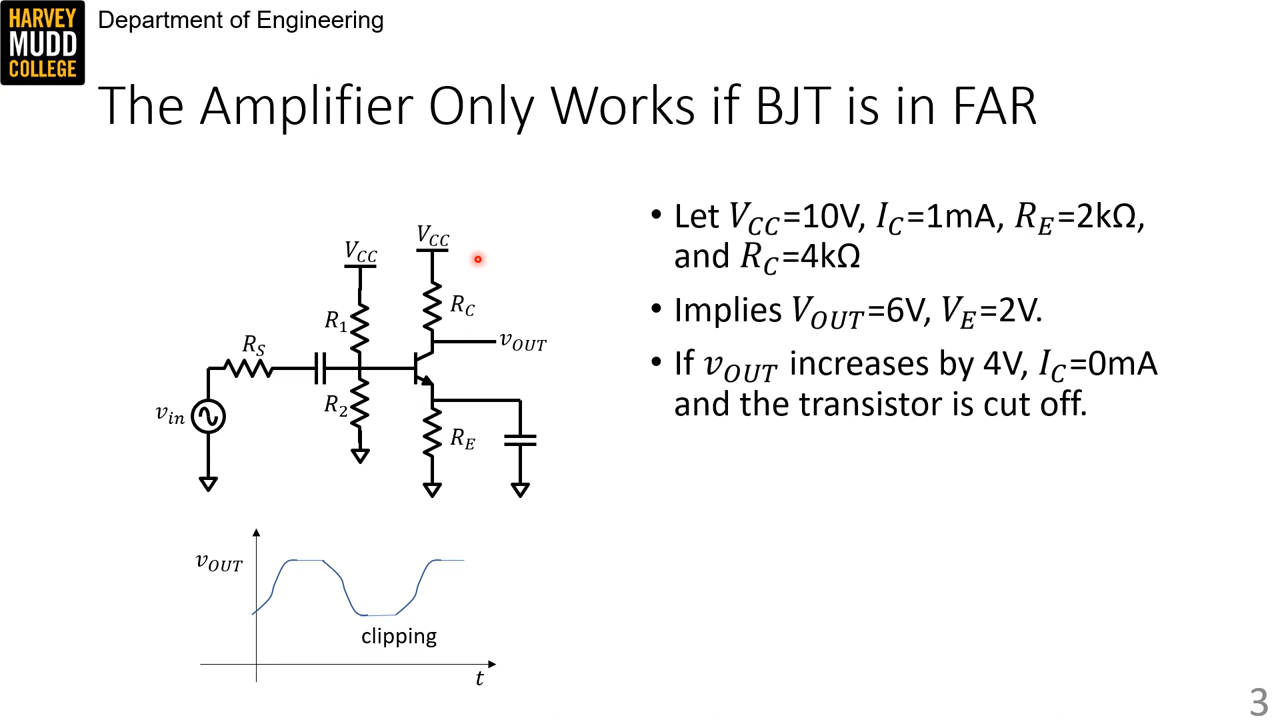 HARVEY
MUDD
COLLEGE
Department of Engineering
The Amplifier Only Works if BJT is in FAR
V_CC
V_CC
R_1
R_C
v_OUT
R_S
R_2
v_in
R_E
v_OUT
clipping
t
• Let V_CC=10V, I_C=1mA, R_E=2kΩ,
and R_C=4kΩ
• Implies V_OUT=6V, V_E=2V.
• If v_OUT increases by 4V, I_C=0mA
and the transistor is cut off.
3